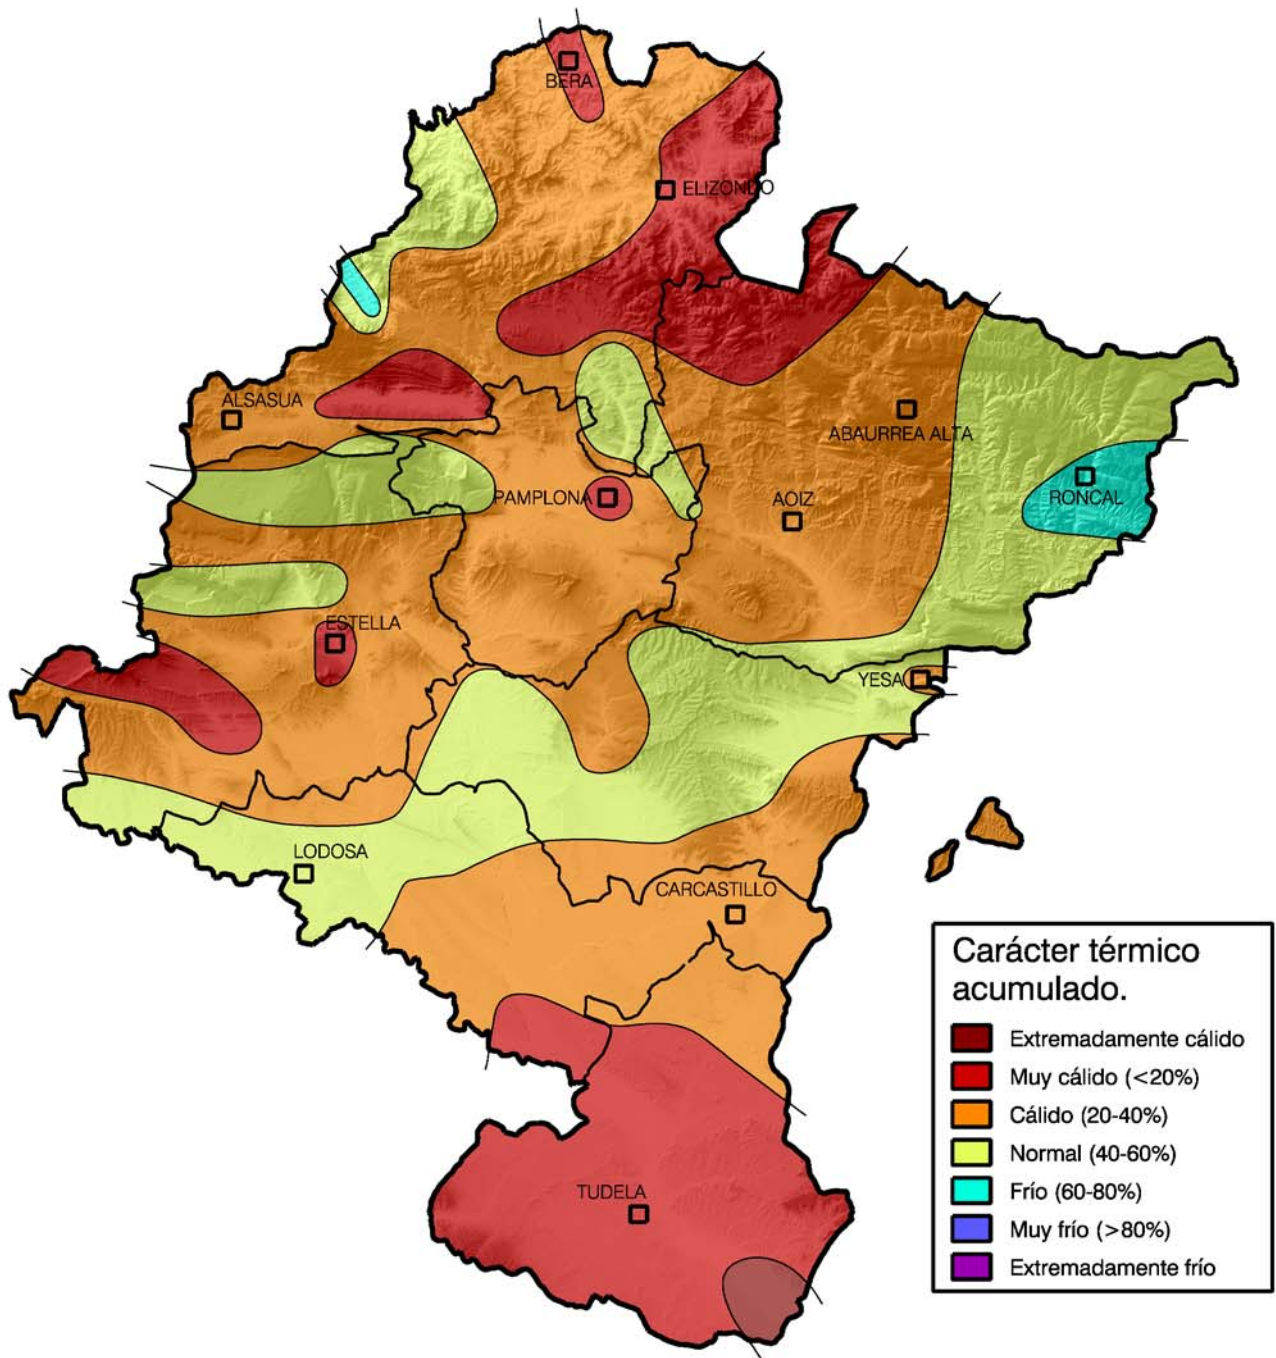 BERA
ELIZONDO
ALSASUA
ABAURREA ALTA
PAMPLONA
AOIZ
RONCAL
ESTELLA
YESA
LODOSA
CARCASTILLO
Carácter térmico
acumulado.
Extremadamente cálido
Muy cálido (<20%)
Cálido (20-40%)
Normal (40-60%)
Frío (60-80%)
Muy frío (>80%)
Extremadamente frío
TUDELA